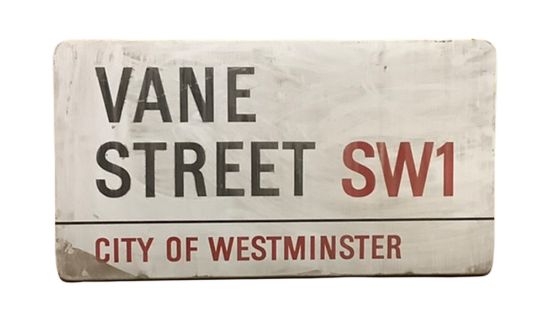 VANE
STREET SW1
CITY OF WESTMINSTER